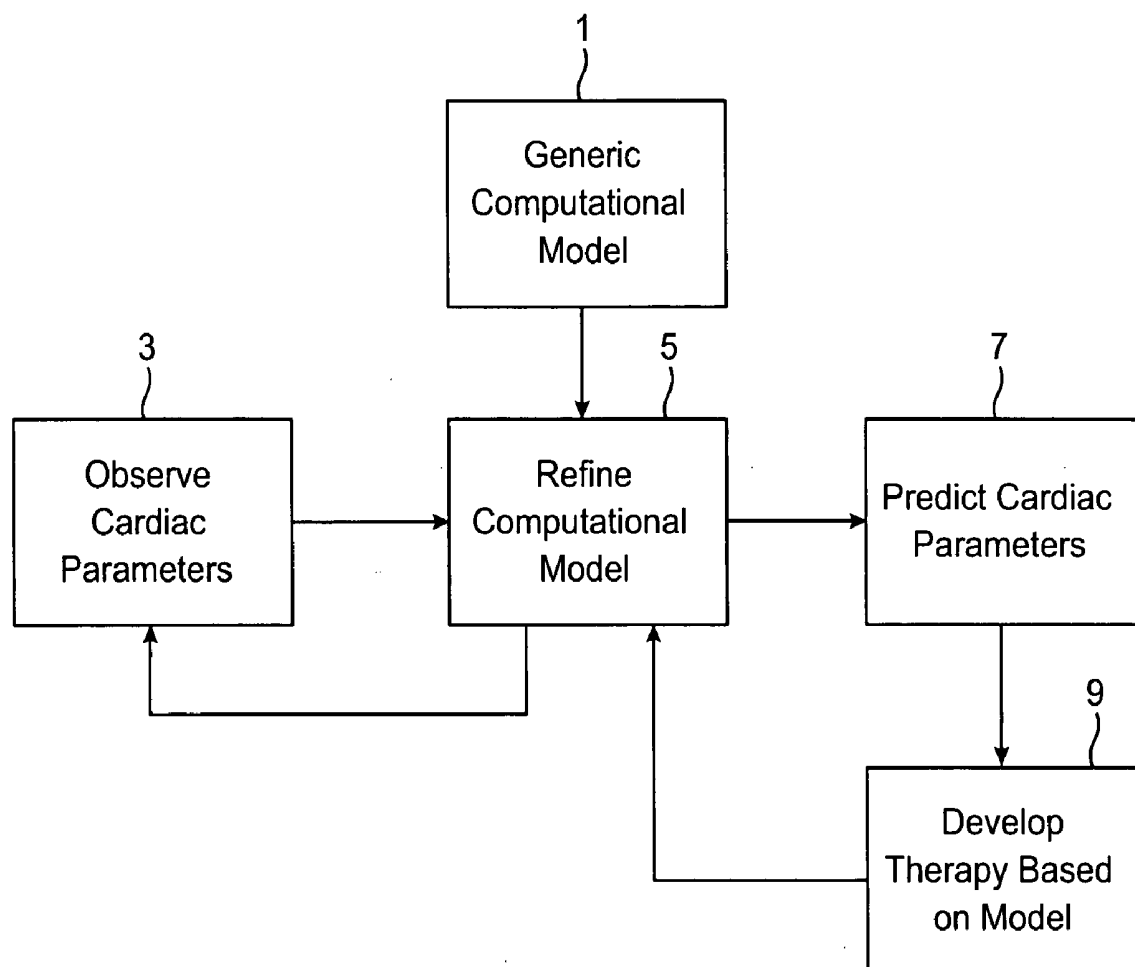 1
Generic
Computational
Model
3
Observe
Cardiac
Parameters
5
Refine
Computational
Model
7
Predict Cardiac
Parameters
9
Develop
Therapy Based
on Model